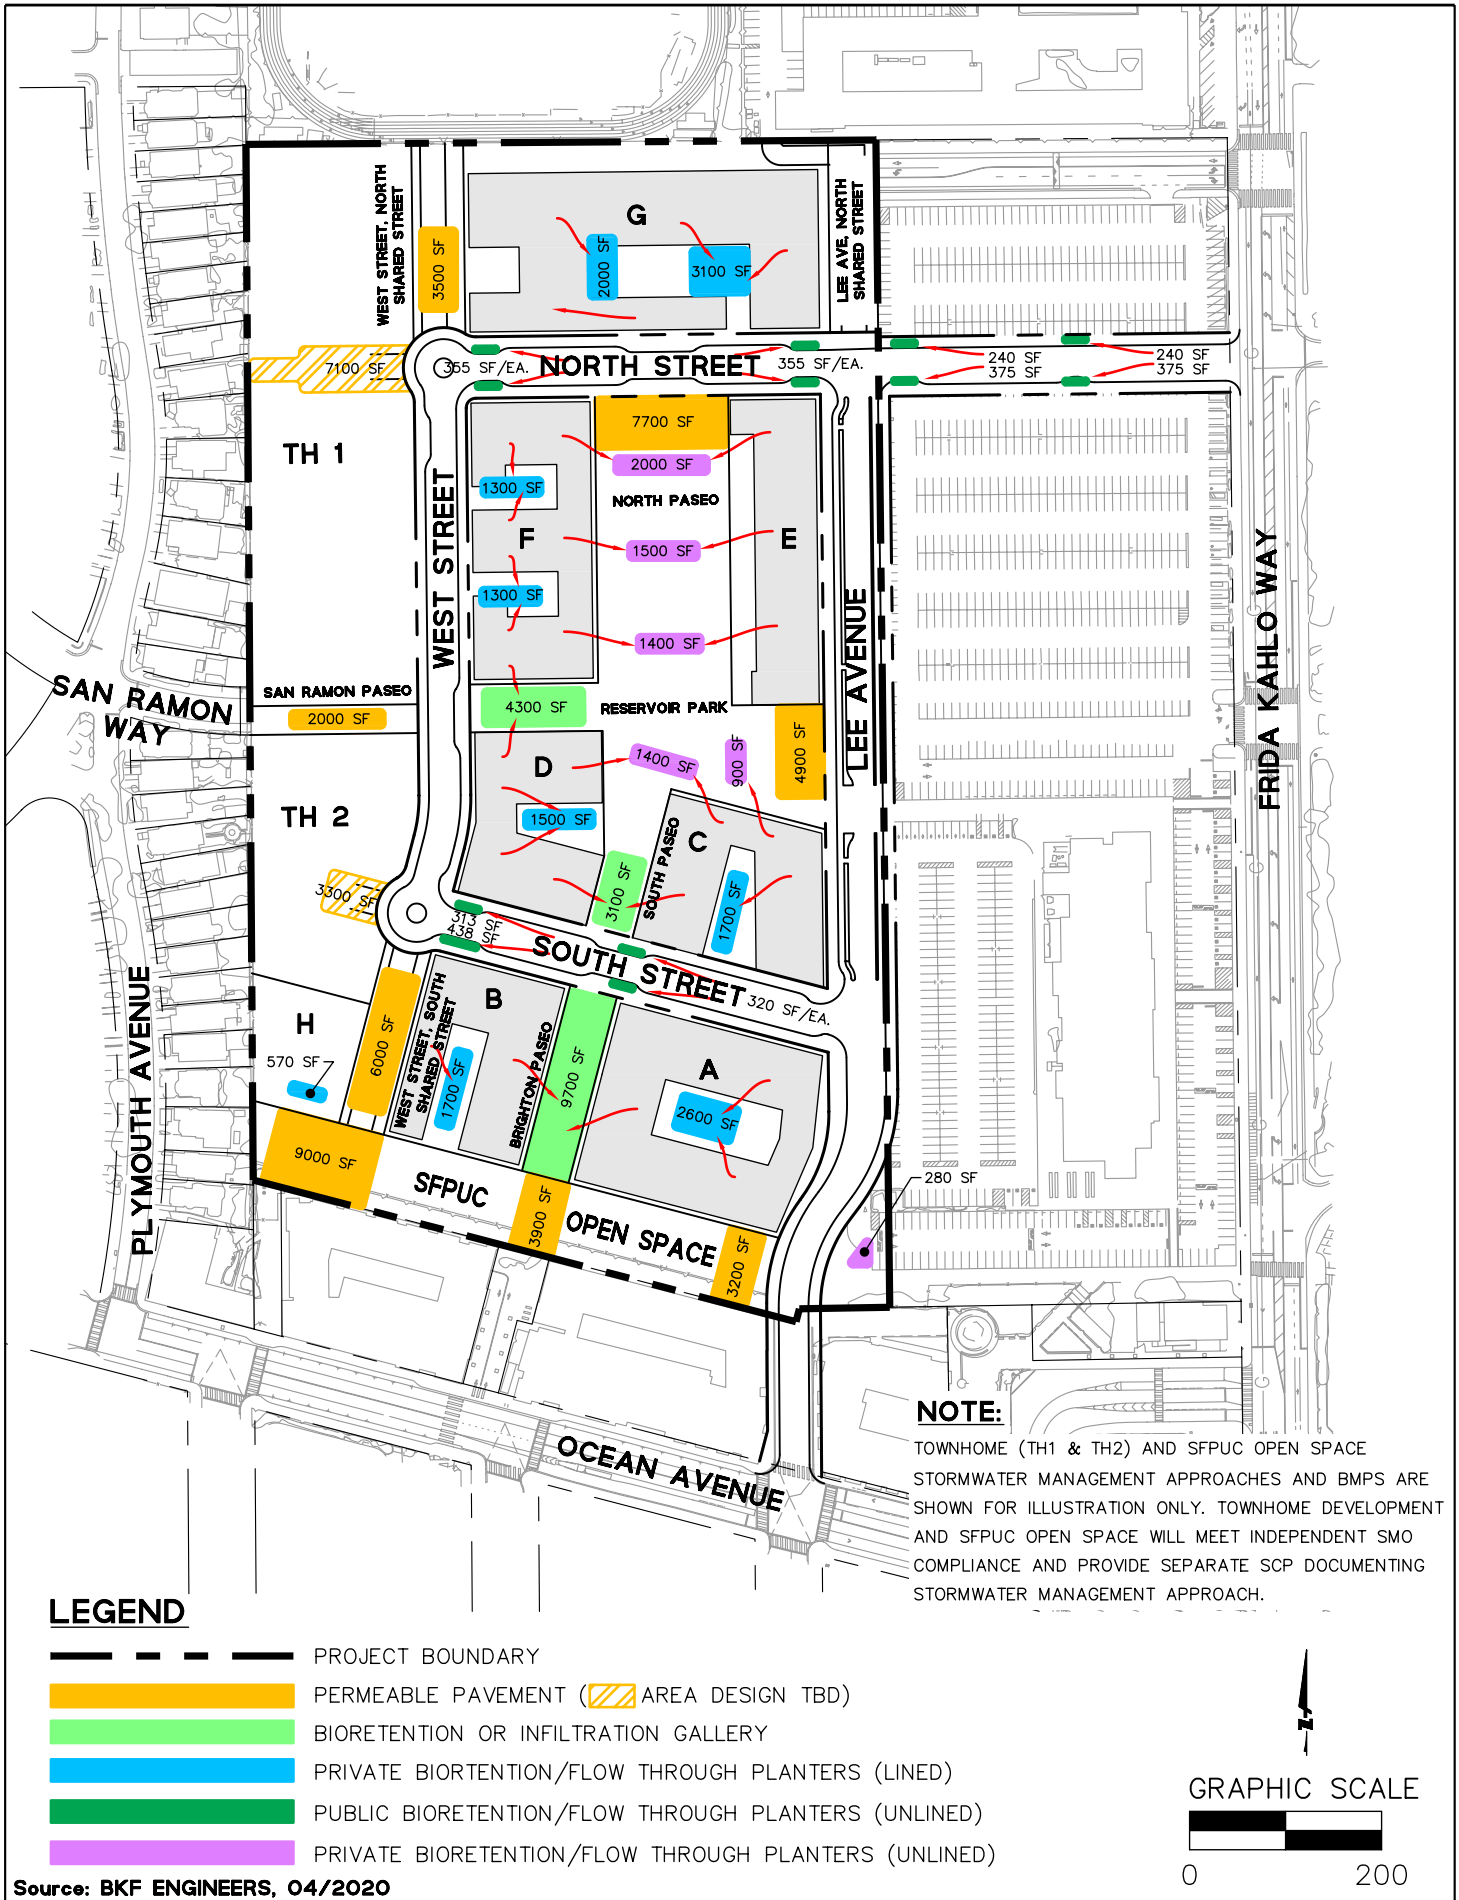 WEST STREET, NORTH
SHARED STREET
3500 SF
G
2000 SF
3100 SF
LEE AVE, NORTH
SHARED STREET
7100 SF
355 SF/EA.
NORTH STREET
355 SF/EA.
240 SF
375 SF
240 SF
375 SF
TH 1
WEST STREET
7700 SF
2000 SF
NORTH PASEO
1300 SF
F
1500 SF
E
1300 SF
1400 SF
LEE AVENUE
FRIDA KAHLO WAY
SAN RAMON
WAY
SAN RAMON PASEO
2000 SF
4300 SF
RESERVOIR PARK
D
1400 SF
900 SF
4900 SF
TH 2
1500 SF
SOUTH PASEO
C
3100 SF
1700 SF
3300 SF
313 SF
438 SF
SOUTH STREET
320 SF/EA.
PLYMOUTH AVENUE
H
570 SF
6000 SF
WEST STREET, SOUTH
SHARED STREET
B
1700 SF
BRIGHTON PASEO
9700 SF
A
2600 SF
9000 SF
SFPUC
3900 SF
OPEN SPACE
3200 SF
280 SF
OCEAN AVENUE
NOTE:
TOWNHOME (TH1 & TH2) AND SFPUC OPEN SPACE
STORMWATER MANAGEMENT APPROACHES AND BMPS ARE
SHOWN FOR ILLUSTRATION ONLY. TOWNHOME DEVELOPMENT
AND SFPUC OPEN SPACE WILL MEET INDEPENDENT SMO
COMPLIANCE AND PROVIDE SEPARATE SCP DOCUMENTING
STORMWATER MANAGEMENT APPROACH.
LEGEND
PROJECT BOUNDARY
PERMEABLE PAVEMENT ( AREA DESIGN TBD)
BIORETENTION OR INFILTRATION GALLERY
PRIVATE BIORTENTION/FLOW THROUGH PLANTERS (LINED)
PUBLIC BIORETENTION/FLOW THROUGH PLANTERS (UNLINED)
PRIVATE BIORETENTION/FLOW THROUGH PLANTERS (UNLINED)
Source: BKF ENGINEERS, 04/2020
GRAPHIC SCALE
0 200